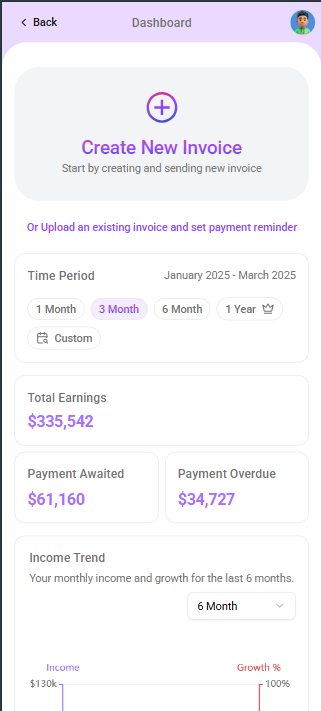 Back
Dashboard
Create New Invoice
Start by creating and sending new invoice
Or Upload an existing invoice and set payment reminder
Time Period
January 2025 - March 2025
1 Month
3 Month
6 Month
1 Year
Custom
Total Earnings
$335,542
Payment Awaited
Payment Overdue
$61,160
$34,727
Income Trend
Your monthly income and growth for the last 6 months.
6 Month
Income
Growth %
$130k
100%